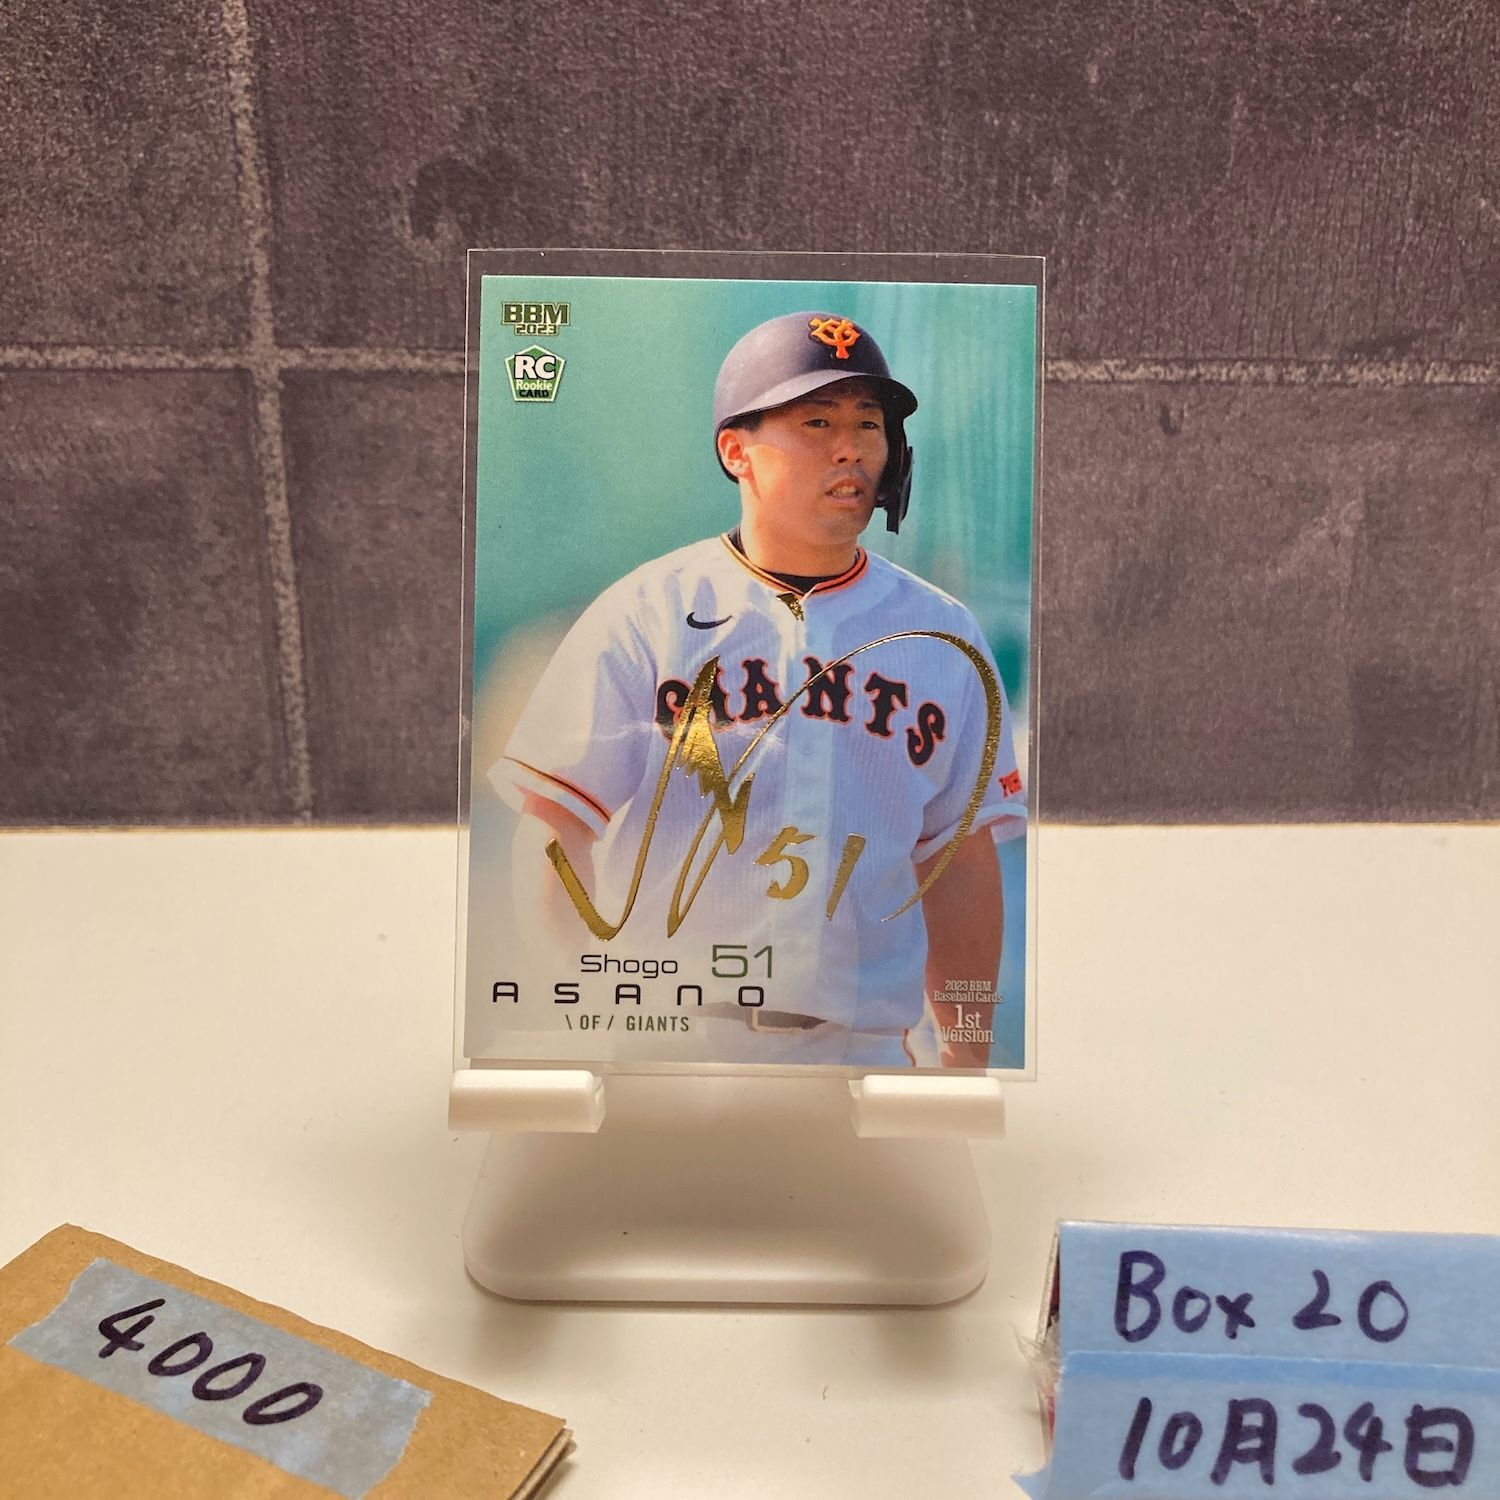 BBM
2023
RC
Rookie
CARD
GIANTS
51
Shogo 51
ASANO
\ OF / GIANTS
2023 BBM
Baseball Cards
1st
Version
4000
Box 20
10月24日